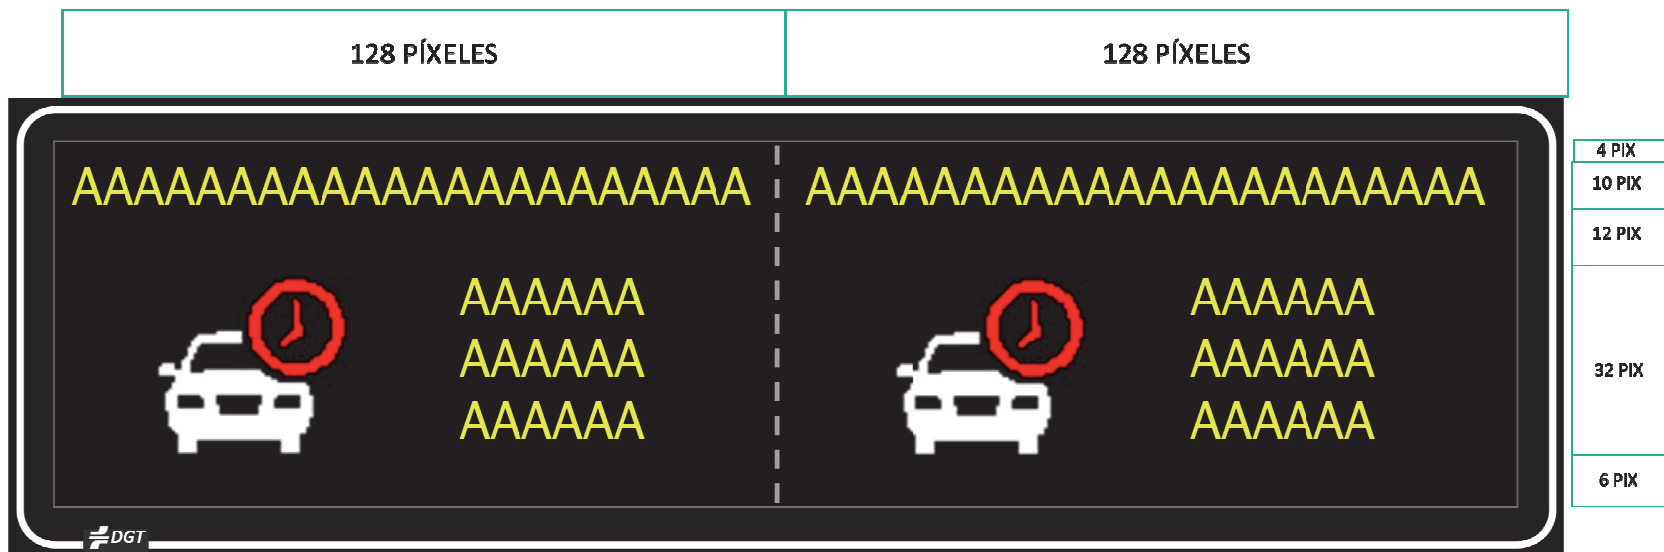 128 PÍXELES 128 PÍXELES
4 PIX
AAAAAAAAAAAAAAAAAAAAAA AAAAAAAAAAAAAAAAAAAAAA 10 PIX
12 PIX
AAAAAA AAAAAA
AAAAAA AAAAAA 32 PIX
AAAAAA AAAAAA
6 PIX
DGT